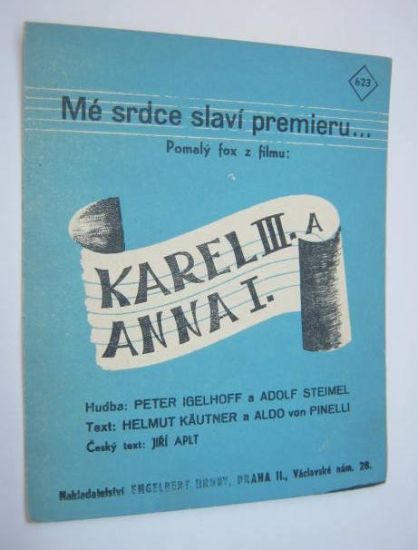 623
Mé srdce slaví premieru...
Pomalý fox z filmu:
KAREL III. A
ANNA I.
Hudba: PETER IGELHOFF a ADOLF STEIMEL
Text: HELMUT KÄUTNER a ALDO von PINELLI
Český text: JIŘÍ APLT
Nakladatelství ENGELBERT PRAHA II., Václavské nám. 28.